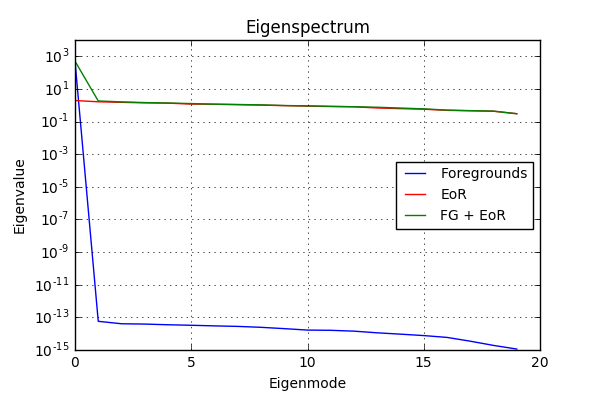 Eigenspectrum
Eigenvalue
10^3
10^1
10^-1
10^-3
10^-5
10^-7
10^-9
10^-11
10^-13
10^-15
Foregrounds
EoR
FG + EoR
0 5 10 15 20
Eigenmode